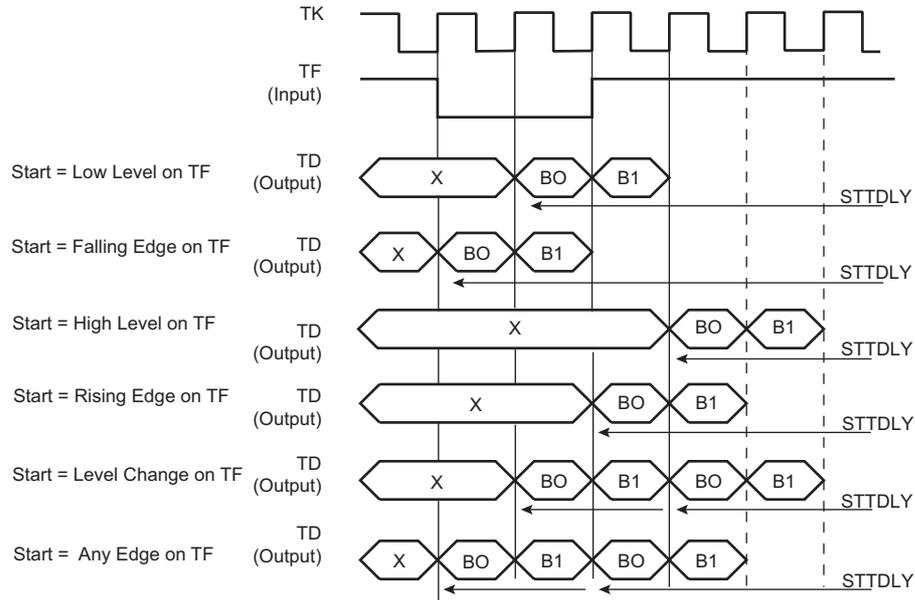 TK
TF
(Input)
Start = Low Level on TF
TD
(Output)
X
BO
B1
STTDLY
Start = Falling Edge on TF
TD
(Output)
X
BO
B1
STTDLY
Start = High Level on TF
TD
(Output)
X
BO
B1
STTDLY
Start = Rising Edge on TF
TD
(Output)
X
BO
B1
STTDLY
Start = Level Change on TF
TD
(Output)
X
BO
B1
BO
B1
STTDLY
Start = Any Edge on TF
TD
(Output)
X
BO
B1
BO
B1
STTDLY